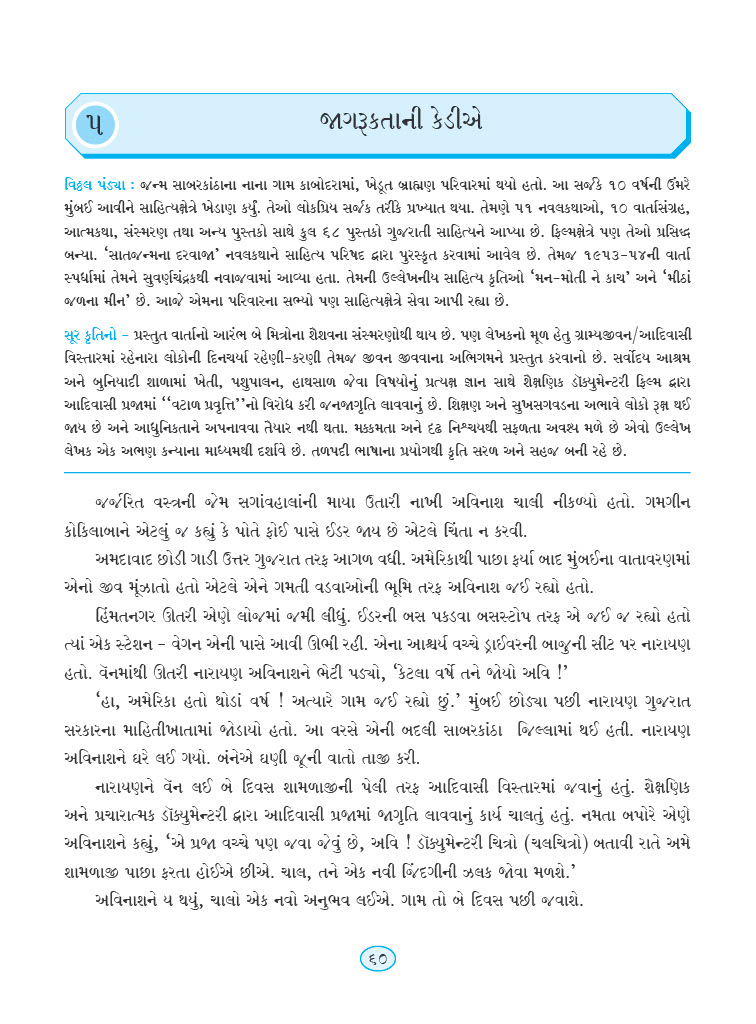 ૫
જાગરૂકતાની કેડીએ
વિઠ્ઠલ પંડ્યા : જન્મ સાબરકાંઠાના નાના ગામ કાબોદરામાં, ખેડૂત બ્રાહ્મણ પરિવારમાં થયો હતો. આ સર્જકે ૧૦ વર્ષની ઉંમરે
મુંબઈ આવીને સાહિત્યક્ષેત્રે ખેડાણ કર્યું. તેઓ લોકપ્રિય સર્જક તરીકે પ્રખ્યાત થયા. તેમણે ૫૧ નવલકથાઓ, ૧૦ વાર્તાસંગ્રહ,
આત્મકથા, સંસ્મરણ તથા અન્ય પુસ્તકો સાથે કુલ ૬૮ પુસ્તકો ગુજરાતી સાહિત્યને આપ્યા છે. ફિલ્મક્ષેત્રે પણ તેઓ પ્રસિદ્ધ
બન્યા. ‘સાતજન્મના દરવાજા’ નવલકથાને સાહિત્ય પરિષદ દ્વારા પુરસ્કૃત કરવામાં આવેલ છે. તેમજ ૧૯૫૩-૫૪ની વાર્તા
સ્પર્ધામાં તેમને સુવર્ણચંદ્રકથી નવાજવામાં આવ્યા હતા. તેમની ઉલ્લેખનીય સાહિત્ય કૃતિઓ ‘મન-મોતી ને કાચ’ અને ‘મીઠાં
જળના મીન’ છે. આજે એમના પરિવારના સભ્યો પણ સાહિત્યક્ષેત્રે સેવા આપી રહ્યા છે.
સૂર કૃતિનો - પ્રસ્તુત વાર્તાનો આરંભ બે મિત્રોના શૈશવના સંસ્મરણોથી થાય છે. પણ લેખકનો મૂળ હેતુ ગ્રામ્યજીવન/આદિવાસી
વિસ્તારમાં રહેનારા લોકોની દિનચર્યા રહેણી-કરણી તેમજ જીવન જીવવાના અભિગમને પ્રસ્તુત કરવાનો છે. સર્વોદય આશ્રમ
અને બુનિયાદી શાળામાં ખેતી, પશુપાલન, હાથસાળ જેવા વિષયોનું પ્રત્યક્ષ જ્ઞાન સાથે શૈક્ષણિક ડૉક્યુમેન્ટરી ફિલ્મ દ્વારા
આદિવાસી પ્રજામાં ‘‘વટાળ પ્રવૃત્તિ’’નો વિરોધ કરી જનજાગૃતિ લાવવાનું છે. શિક્ષણ અને સુખસગવડના અભાવે લોકો રૂક્ષ થઈ
જાય છે અને આધુનિકતાને અપનાવવા તૈયાર નથી થતા. મક્કમતા અને દૃઢ નિશ્ચયથી સફળતા અવશ્ય મળે છે એવો ઉલ્લેખ
લેખક એક અભણ કન્યાના માધ્યમથી દર્શાવે છે. તળપદી ભાષાના પ્રયોગથી કૃતિ સરળ અને સહજ બની રહે છે.
જર્જરિત વસ્ત્રની જેમ સગાંવહાલાંની માયા ઉતારી નાખી અવિનાશ ચાલી નીકળ્યો હતો. ગમગીન
કોકિલાબાને એટલું જ કહ્યું કે પોતે ફોઈ પાસે ઈડર જાય છે એટલે ચિંતા ન કરવી.
અમદાવાદ છોડી ગાડી ઉત્તર ગુજરાત તરફ આગળ વધી. અમેરિકાથી પાછા ફર્યા બાદ મુંબઈના વાતાવરણમાં
એનો જીવ મૂંઝાતો હતો એટલે એને ગમતી વડવાઓની ભૂમિ તરફ અવિનાશ જઈ રહ્યો હતો.
હિંમતનગર ઊતરી એણે લોજમાં જમી લીધું. ઈડરની બસ પકડવા બસસ્ટોપ તરફ એ જઈ જ રહ્યો હતો
ત્યાં એક સ્ટેશન - વેગન એની પાસે આવી ઊભી રહી. એના આશ્ચર્ય વચ્ચે ડ્રાઈવરની બાજુની સીટ પર નારાયણ
હતો. વૅનમાંથી ઊતરી નારાયણ અવિનાશને ભેટી પડ્યો, ‘કેટલા વર્ષે તને જોયો અવિ !’
‘હા, અમેરિકા હતો થોડાં વર્ષ ! અત્યારે ગામ જઈ રહ્યો છું.’ મુંબઈ છોડ્યા પછી નારાયણ ગુજરાત
સરકારના માહિતીખાતામાં જોડાયો હતો. આ વરસે એની બદલી સાબરકાંઠા જિલ્લામાં થઈ હતી. નારાયણ
અવિનાશને ઘરે લઈ ગયો. બંનેએ ઘણી જૂની વાતો તાજી કરી.
નારાયણને વૅન લઈ બે દિવસ શામળાજીની પેલી તરફ આદિવાસી વિસ્તારમાં જવાનું હતું. શૈક્ષણિક
અને પ્રચારાત્મક ડૉક્યુમેન્ટરી દ્વારા આદિવાસી પ્રજામાં જાગૃતિ લાવવાનું કાર્ય ચાલતું હતું. નમતા બપોરે એણે
અવિનાશને કહ્યું, ‘એ પ્રજા વચ્ચે પણ જવા જેવું છે, અવિ ! ડૉક્યુમેન્ટરી ચિત્રો (ચલચિત્રો) બતાવી રાતે અમે
શામળાજી પાછા ફરતા હોઈએ છીએ. ચાલ, તને એક નવી જિંદગીની ઝલક જોવા મળશે.’
અવિનાશને ય થયું, ચાલો એક નવો અનુભવ લઈએ. ગામ તો બે દિવસ પછી જવાશે.
૬૦